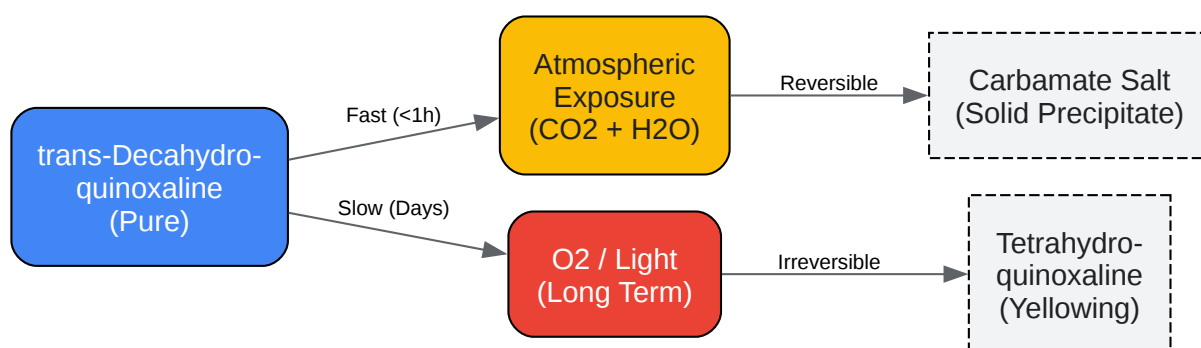 trans-Decahydro-
quinoxaline
(Pure)
Fast (<1h)
Slow (Days)
Atmospheric
Exposure
(CO2 + H2O)
O2 / Light
(Long Term)
Reversible
Irreversible
Carbamate Salt
(Solid Precipitate)
Tetrahydro-
quinoxaline
(Yellowing)